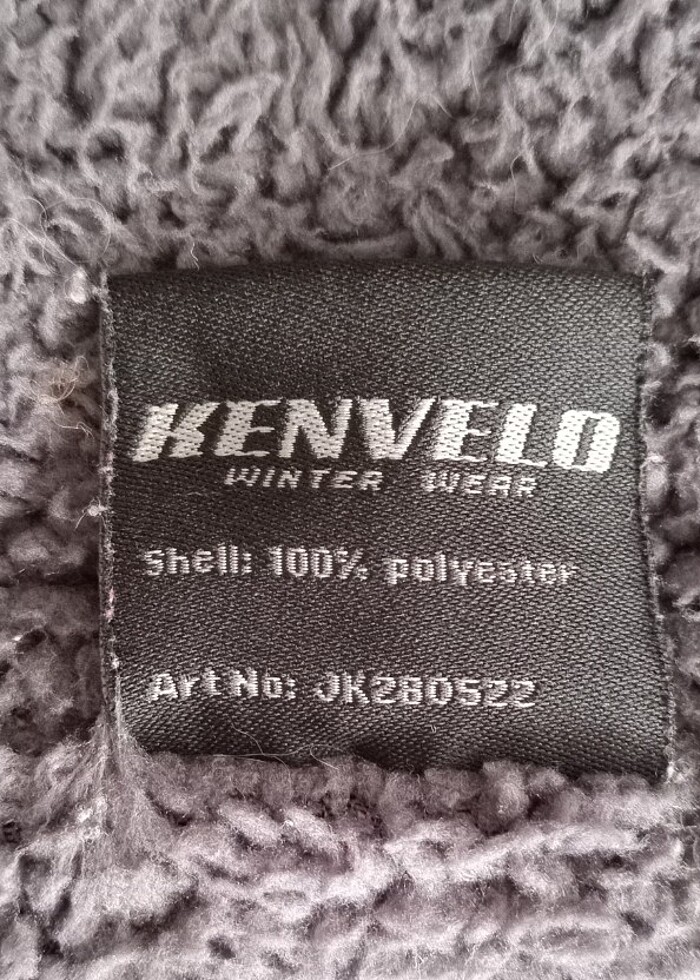 KENVELO
WINTER WEAR
Shell: 100% polyester
Art No: JK280522